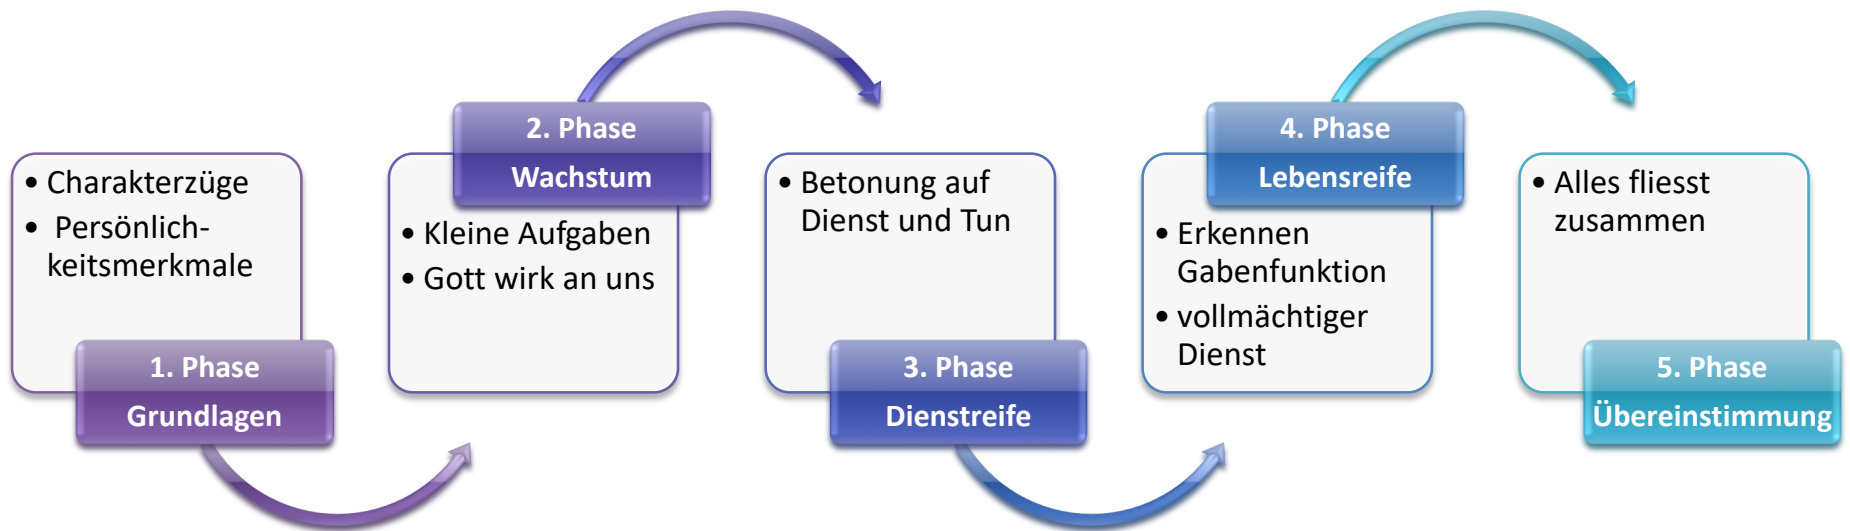 • Charakterzüge
• Persönlich-
keitsmerkmale
1. Phase
Grundlagen
2. Phase
Wachstum
• Kleine Aufgaben
• Gott wirk an uns
• Betonung auf
Dienst und Tun
3. Phase
Dienstreife
4. Phase
Lebensreife
• Erkennen
Gabenfunktion
• vollmächtiger
Dienst
• Alles fliesst
zusammen
5. Phase
Übereinstimmung